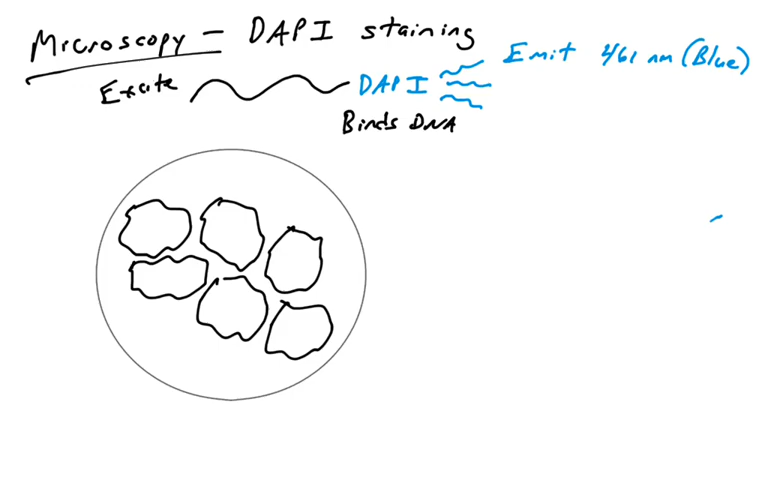 Microscopy - DAPI staining
Emit 461 nm (Blue)
Excite DAPI
Binds DNA